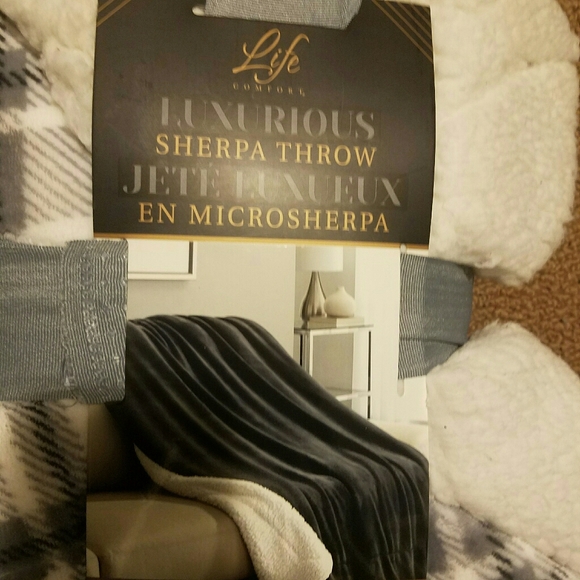 Life
COMFORT
LUXURIOUS
SHERPA THROW
JETÉ LUXUEUX
EN MICROSHERPA